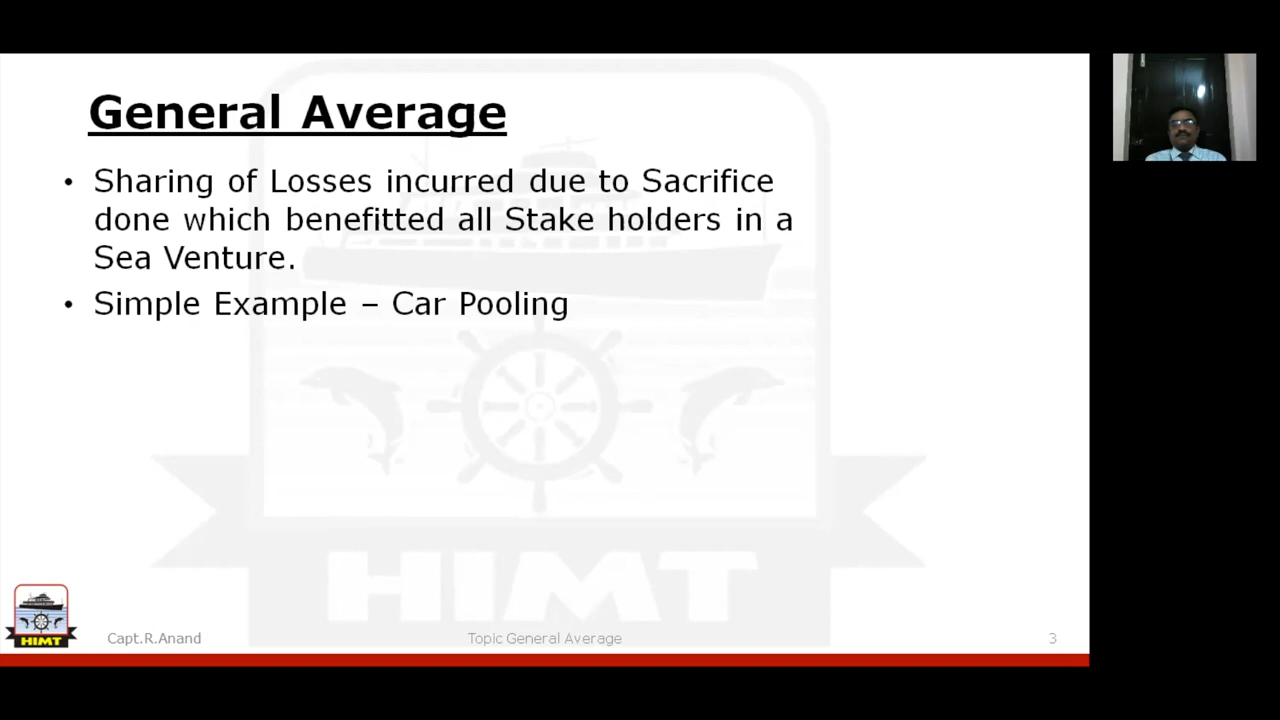 General Average
• Sharing of Losses incurred due to Sacrifice
done which benefitted all Stake holders in a
Sea Venture.
• Simple Example – Car Pooling
HIMT
HIMT
Capt.R.Anand
Topic General Average
3